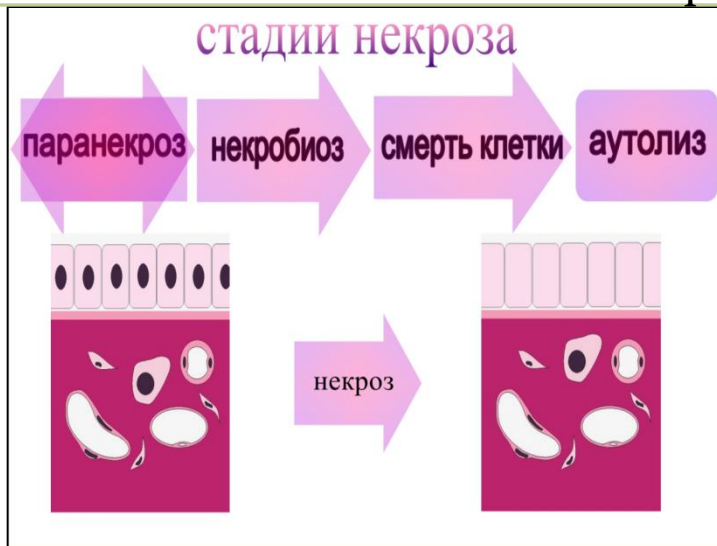 стадии некроза
паранекроз
некробиоз
смерть клетки
аутолиз
некроз